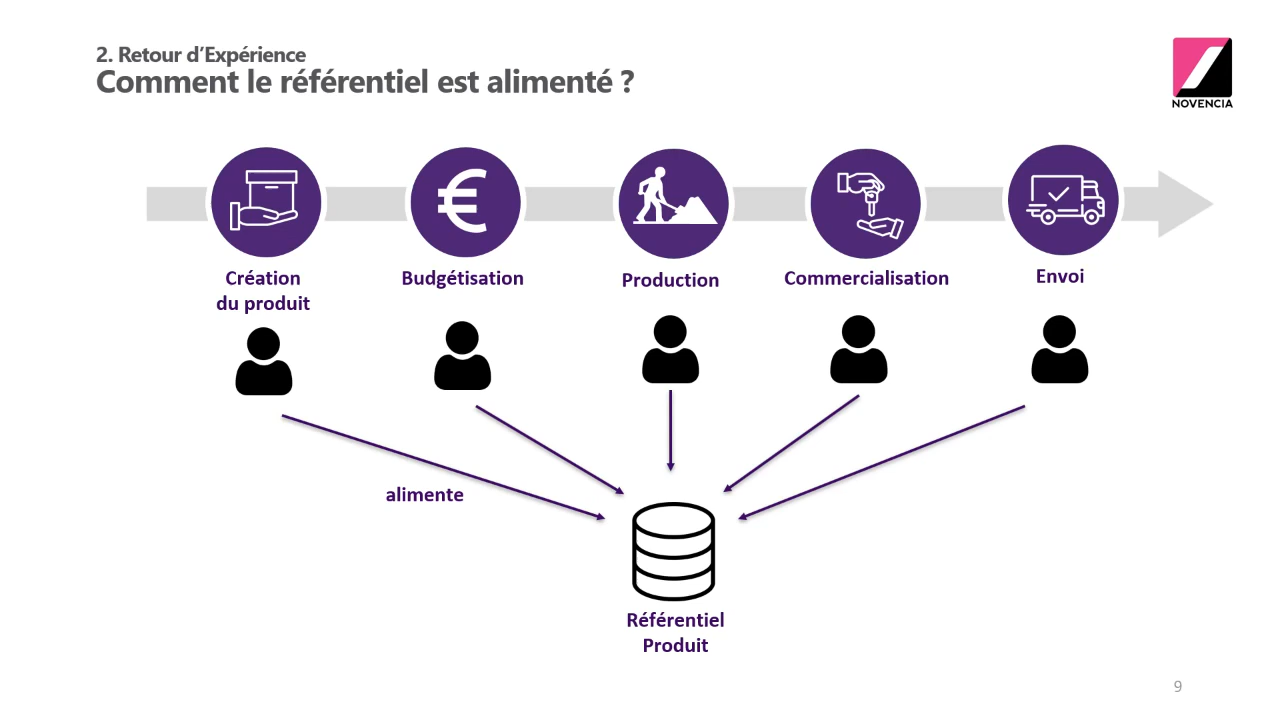 2. Retour d’Expérience
Comment le référentiel est alimenté ?
NOVENCIA
€
Création
du produit
Budgétisation
Production
Commercialisation
Envoi
alimente
Référentiel
Produit
9